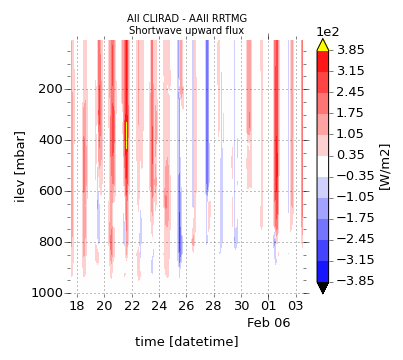 All CLIRAD - AAII RRTMG
Shortwave upward flux
1e2
3.85
3.15
2.45
1.75
1.05
0.35
−0.35
−1.05
−1.75
−2.45
−3.15
−3.85
[W/m2]
ilev [mbar]
200
400
600
800
1000
18 20 22 24 26 28 30 01 03
Feb 06
time [datetime]